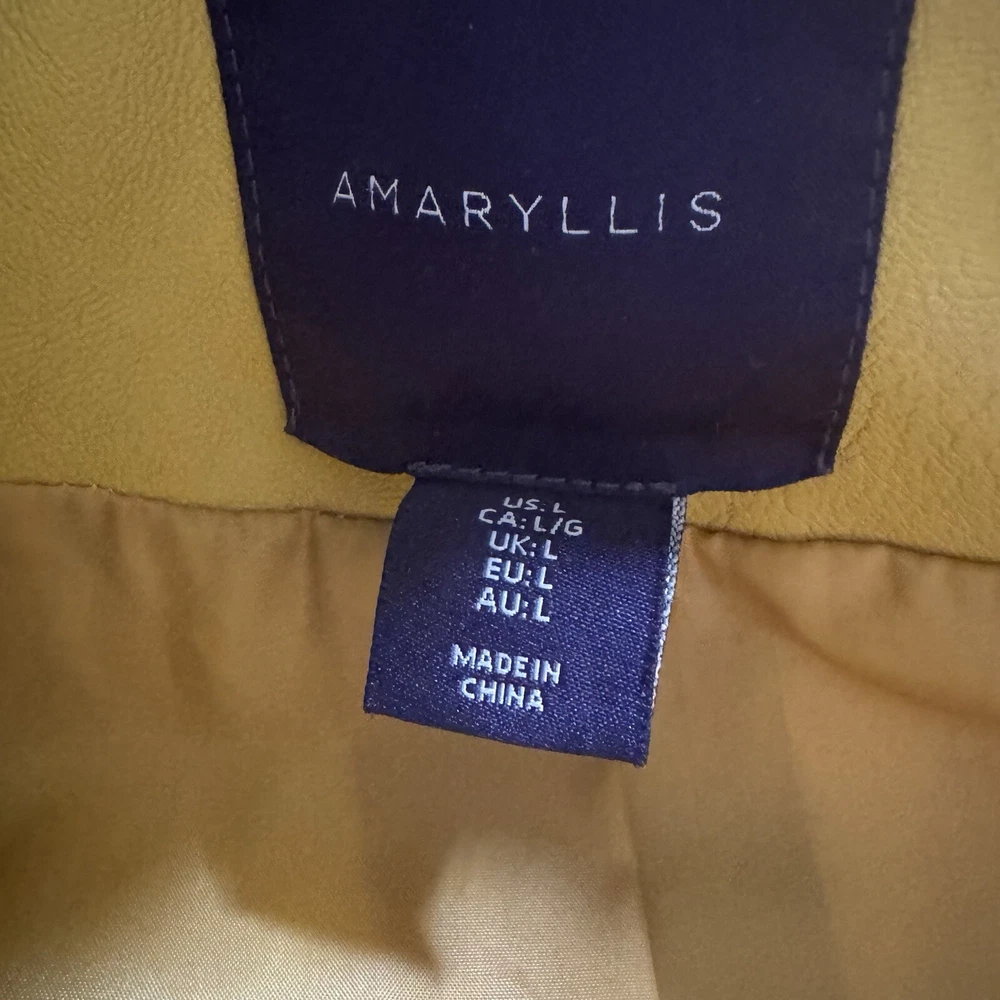 AMARYLLIS
US: L
CA: L/G
UK: L
EU: L
AU: L
MADE IN
CHINA